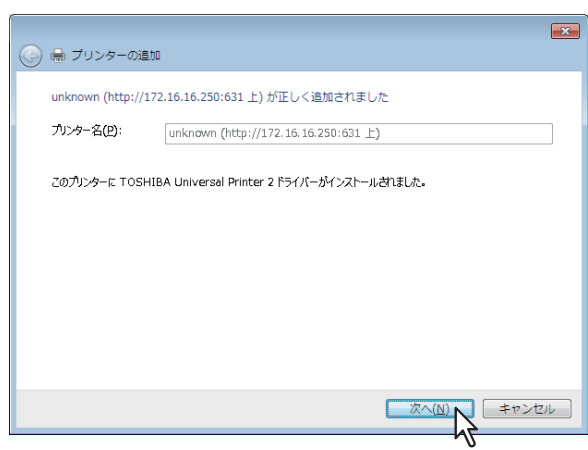 プリンターの追加
unknown (http://172.16.16.250:631 上) が正しく追加されました
プリンター名(P): unknown (http://172.16.16.250:631 上)
このプリンターに TOSHIBA Universal Printer 2 ドライバーがインストールされました。
次へ(N) キャンセル